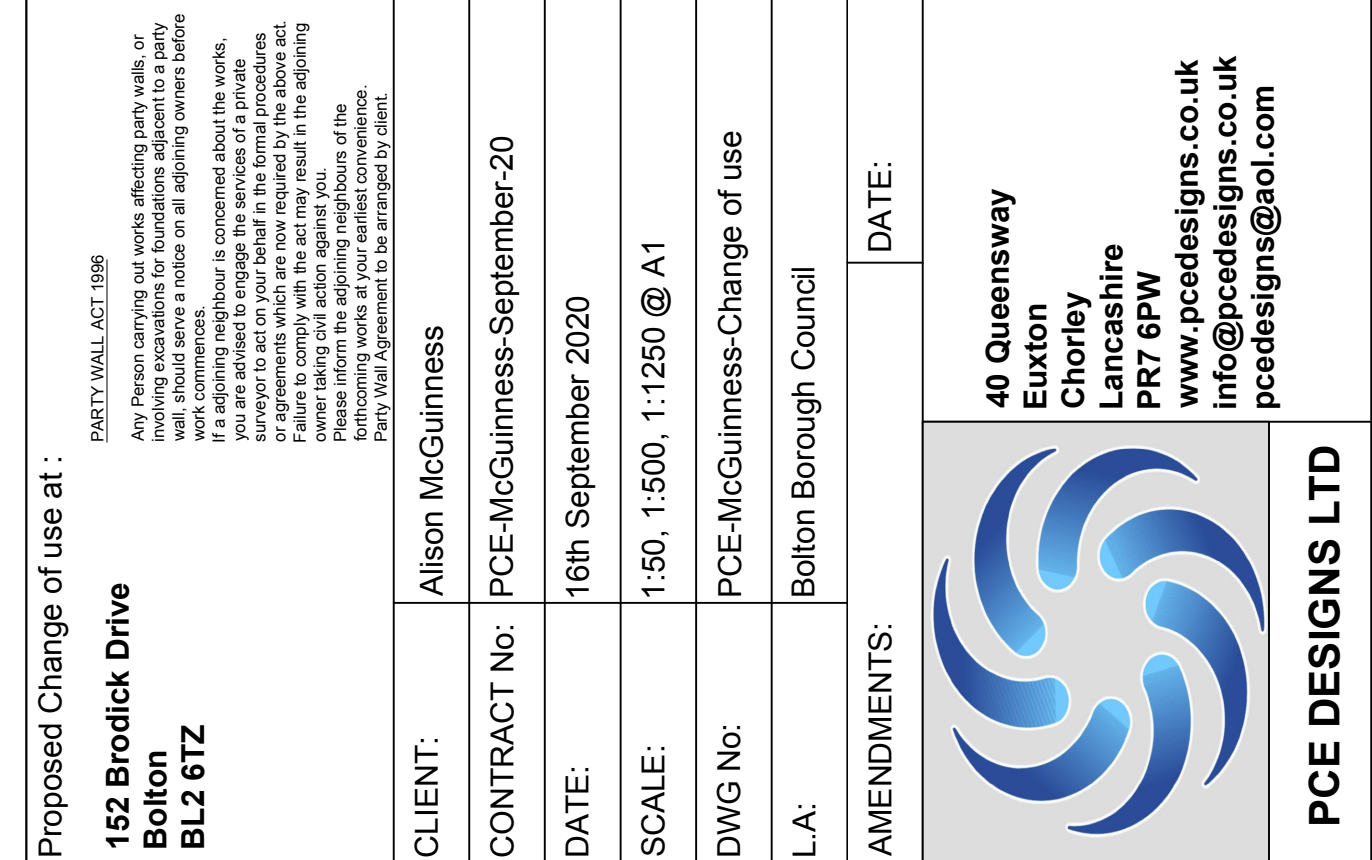 Proposed Change of use at :
152 Brodick Drive
Bolton
BL2 6TZ
PARTY WALL ACT 1996
Any Person carrying out works affecting party walls, or
involving excavations for foundations adjacent to a party
wall, should serve a notice on all adjoining owners before
work commences.
If a adjoining neighbour is concerned about the works,
you are advised to engage the services of a private
surveyor to act on your behalf in the formal procedures
or agreements which are now required by the above act.
Failure to comply with the act may result in the adjoining
owner taking civil action against you.
Please inform the adjoining neighbours of the
forthcoming works at your earliest convenience.
Party Wall Agreement to be arranged by client.
CLIENT: Alison McGuinness
CONTRACT No: PCE-McGuinness-September-20
DATE: 16th September 2020
SCALE: 1:50, 1:500, 1:1250 @ A1
DWG No: PCE-McGuinness-Change of use
L.A: Bolton Borough Council
AMENDMENTS: DATE:
PCE DESIGNS LTD
40 Queensway
Euxton
Chorley
Lancashire
PR7 6PW
www.pcedesigns.co.uk
info@pcedesigns.co.uk
pcedesigns@aol.com